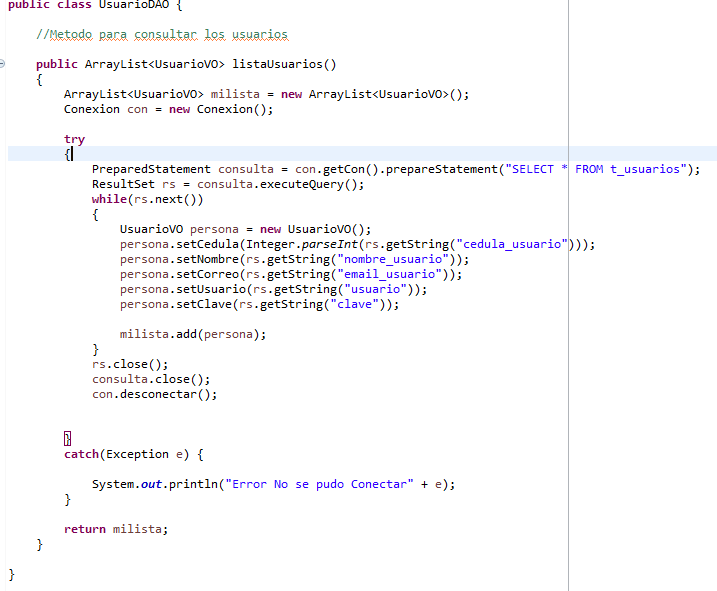 public class UsuarioDAO {
//Metodo para consultar los usuarios
public ArrayList<UsuarioVO> listaUsuarios()
{
ArrayList<UsuarioVO> milista = new ArrayList<UsuarioVO>();
Conexion con = new Conexion();
try
{
PreparedStatement consulta = con.getCon().prepareStatement("SELECT * FROM t_usuarios");
ResultSet rs = consulta.executeQuery();
while(rs.next())
{
UsuarioVO persona = new UsuarioVO();
persona.setCedula(Integer.parseInt(rs.getString("cedula_usuario")));
persona.setNombre(rs.getString("nombre_usuario"));
persona.setCorreo(rs.getString("email_usuario"));
persona.setUsuario(rs.getString("usuario"));
persona.setClave(rs.getString("clave"));
milista.add(persona);
}
rs.close();
consulta.close();
con.desconectar();
}
catch(Exception e) {
System.out.println("Error No se pudo Conectar" + e);
}
return milista;
}
}